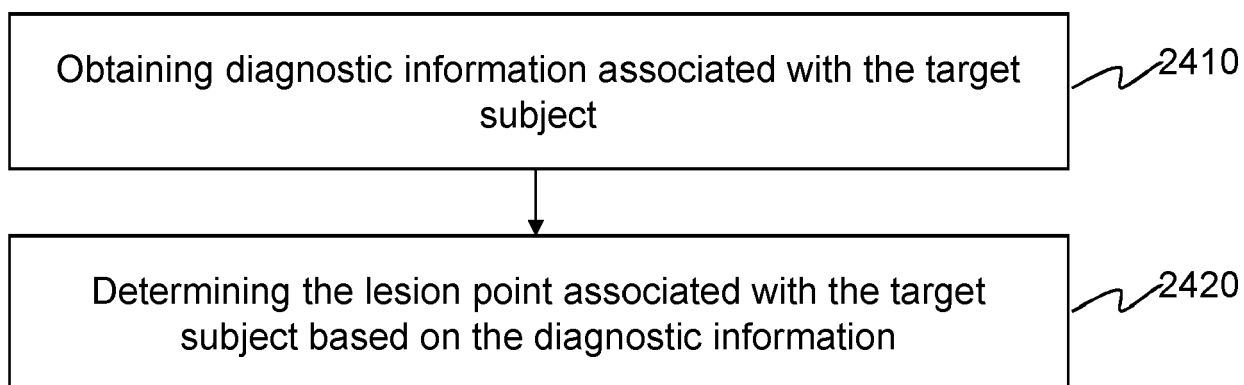 Obtaining diagnostic information associated with the target
subject
2410
Determining the lesion point associated with the target
subject based on the diagnostic information
2420